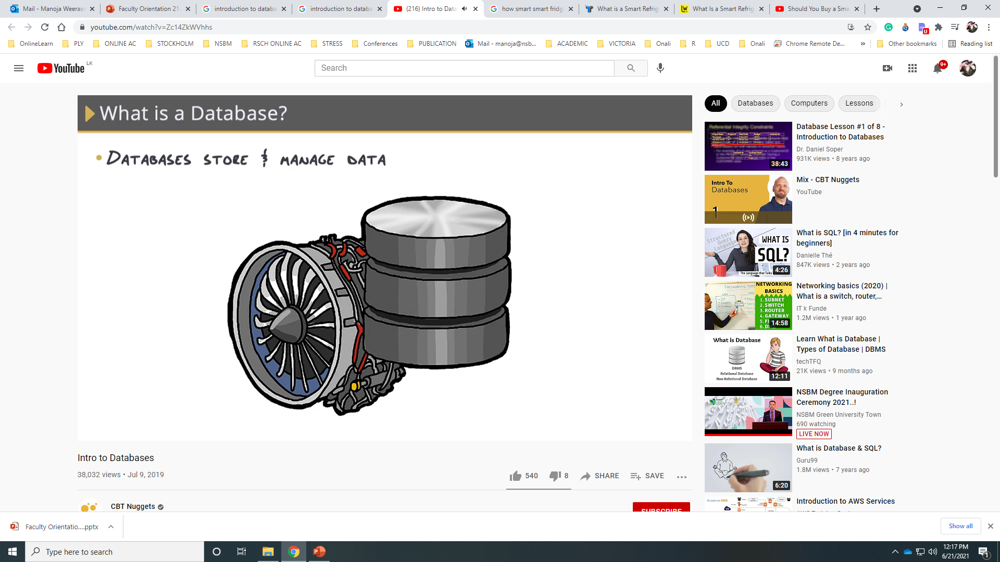 Mail - Manoja Weerase
Faculty Orientation 21
introduction to databa
introduction to databa
(216) Intro to Data
how smart smart fridg
What is a Smart Refrig
What Is a Smart Refrig
Should You Buy a Sma
youtube.com/watch?v=Zc14ZkWVhhs
OnlineLearn
PLY
ONLINE AC
STOCKHOLM
NSBM
RSCH ONLINE AC
STRESS
Conferences
PUBLICATION
Mail - manoja@nsb...
ACADEMIC
VICTORIA
Onali
R
UCD
Onali
Chrome Remote De...
»
Other bookmarks
Reading list
YouTube LK
Search
9+
What is a Database?
• DATABASES STORE & MANAGE DATA
Intro to Databases
38,032 views • Jul 9, 2019
540
8
SHARE
SAVE
CBT Nuggets
SUBSCRIBE
All
Databases
Computers
Lessons
38:43
Database Lesson #1 of 8 -
Introduction to Databases
Dr. Daniel Soper
931K views • 8 years ago
Intro To
Databases
1
Mix - CBT Nuggets
YouTube
Structured
Query
Language
WHAT IS
SQL?
4:26
What is SQL? [in 4 minutes for
beginners]
Danielle Thé
847K views • 2 years ago
NETWORKING
BASICS
1.SUBNET
2.SWITCH
3.ROUTER
4.GATEWAY
14:58
Networking basics (2020) |
What is a switch, router,...
IT k Funde
1.2M views • 1 year ago
What is Database
DBMS
Relational Database
Non-Relational Database
12:11
Learn What is Database |
Types of Database | DBMS
techTFQ
21K views • 9 months ago
NSBM Degree Inauguration
Ceremony 2021..!
NSBM Green University Town
690 watching
LIVE NOW
6:20
What is Database & SQL?
Guru99
1.8M views • 7 years ago
Introduction to AWS Services
Faculty Orientatio....pptx
Show all
Type here to search
12:17 PM
6/21/2021
1